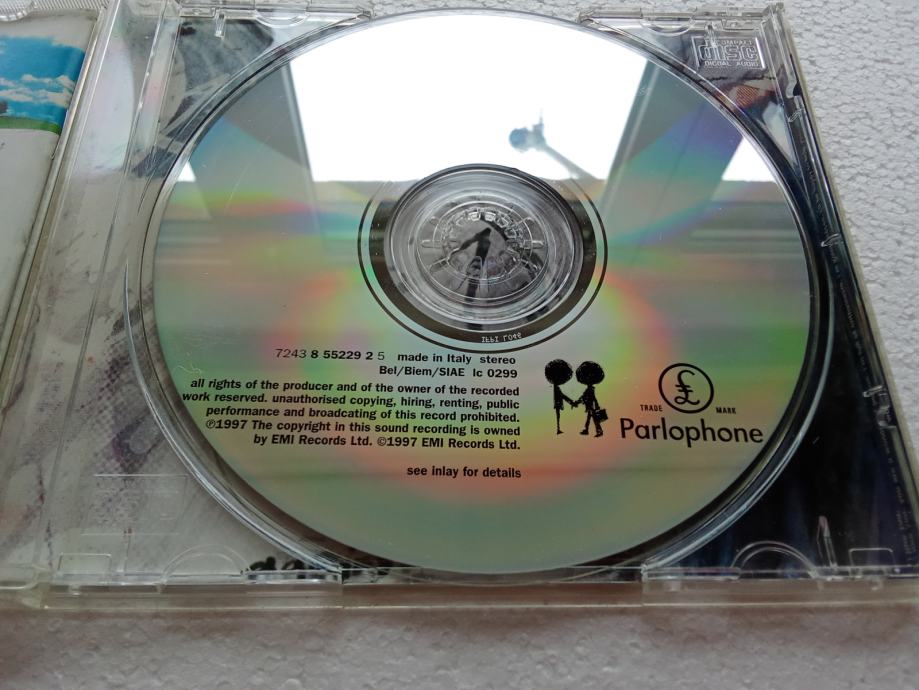 COMPACT
disc
DIGITAL AUDIO
7243 8 55229 2 5 made in Italy stereo
Bel/Biem/SIAE lc 0299
all rights of the producer and of the owner of the recorded
work reserved. unauthorised copying, hiring, renting, public
performance and broadcasting of this record prohibited.
℗1997 The copyright in this sound recording is owned
by EMI Records Ltd. ©1997 EMI Records Ltd.
see inlay for details
£
TRADE MARK
Parlophone